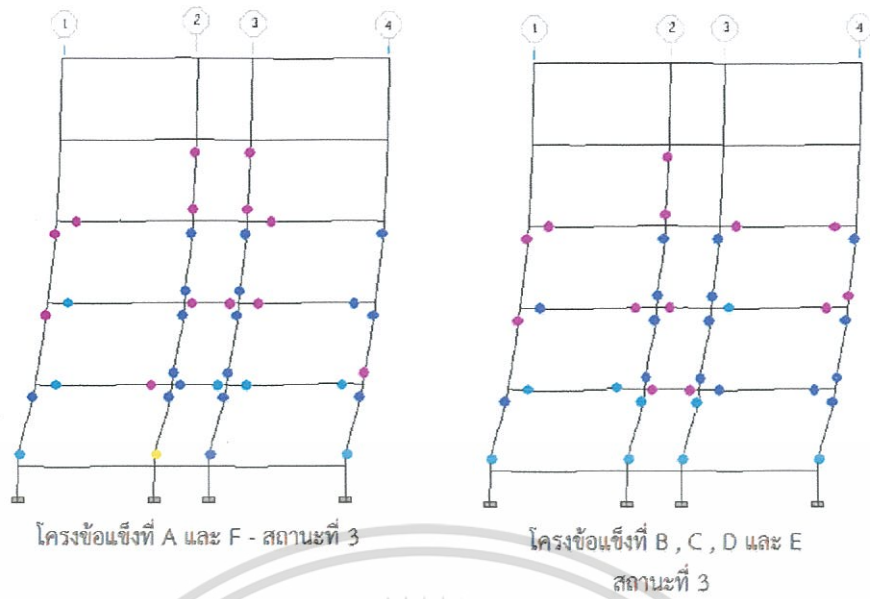 1 2 3 4
1 2 3 4
โครงข้อแข็งที่ A และ F - สถานะที่ 3
โครงข้อแข็งที่ B , C , D และ E
สถานะที่ 3